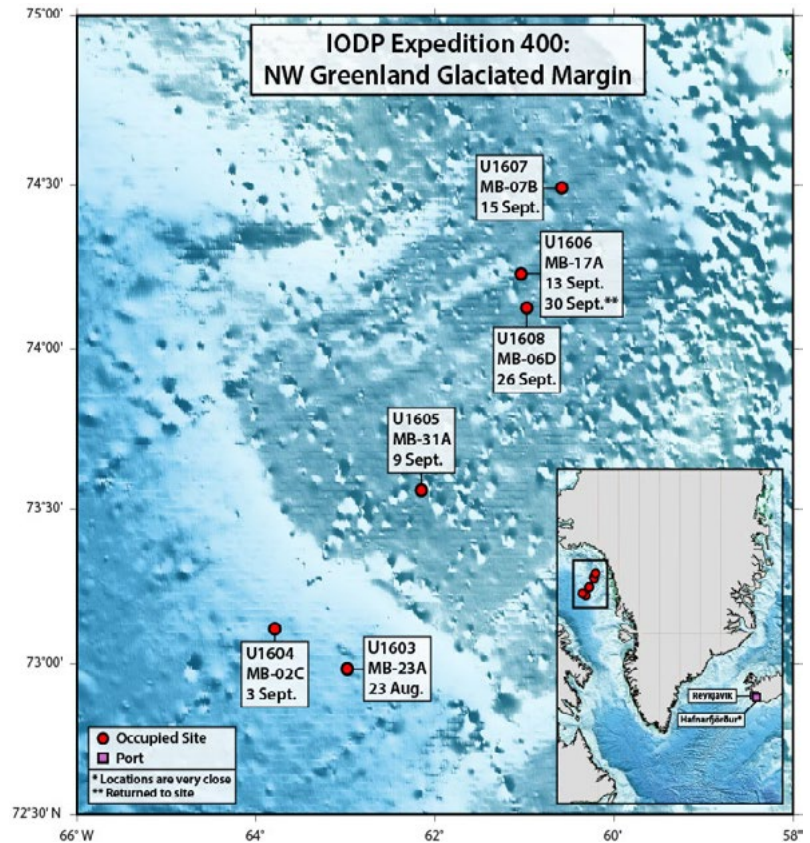 IODP Expedition 400:
NW Greenland Glaciated Margin
75°00'
74°30'
74°00'
73°30'
73°00'
72°30' N
66° W
64°
62°
60°
58°
U1607
MB-07B
15 Sept.
U1606
MB-17A
13 Sept.
30 Sept.**
U1608
MB-06D
26 Sept.
U1605
MB-31A
9 Sept.
U1604
MB-02C
3 Sept.
U1603
MB-23A
23 Aug.
Reykjavik
Hafnarfjörður*
Occupied Site
Port
* Locations are very close
** Returned to site